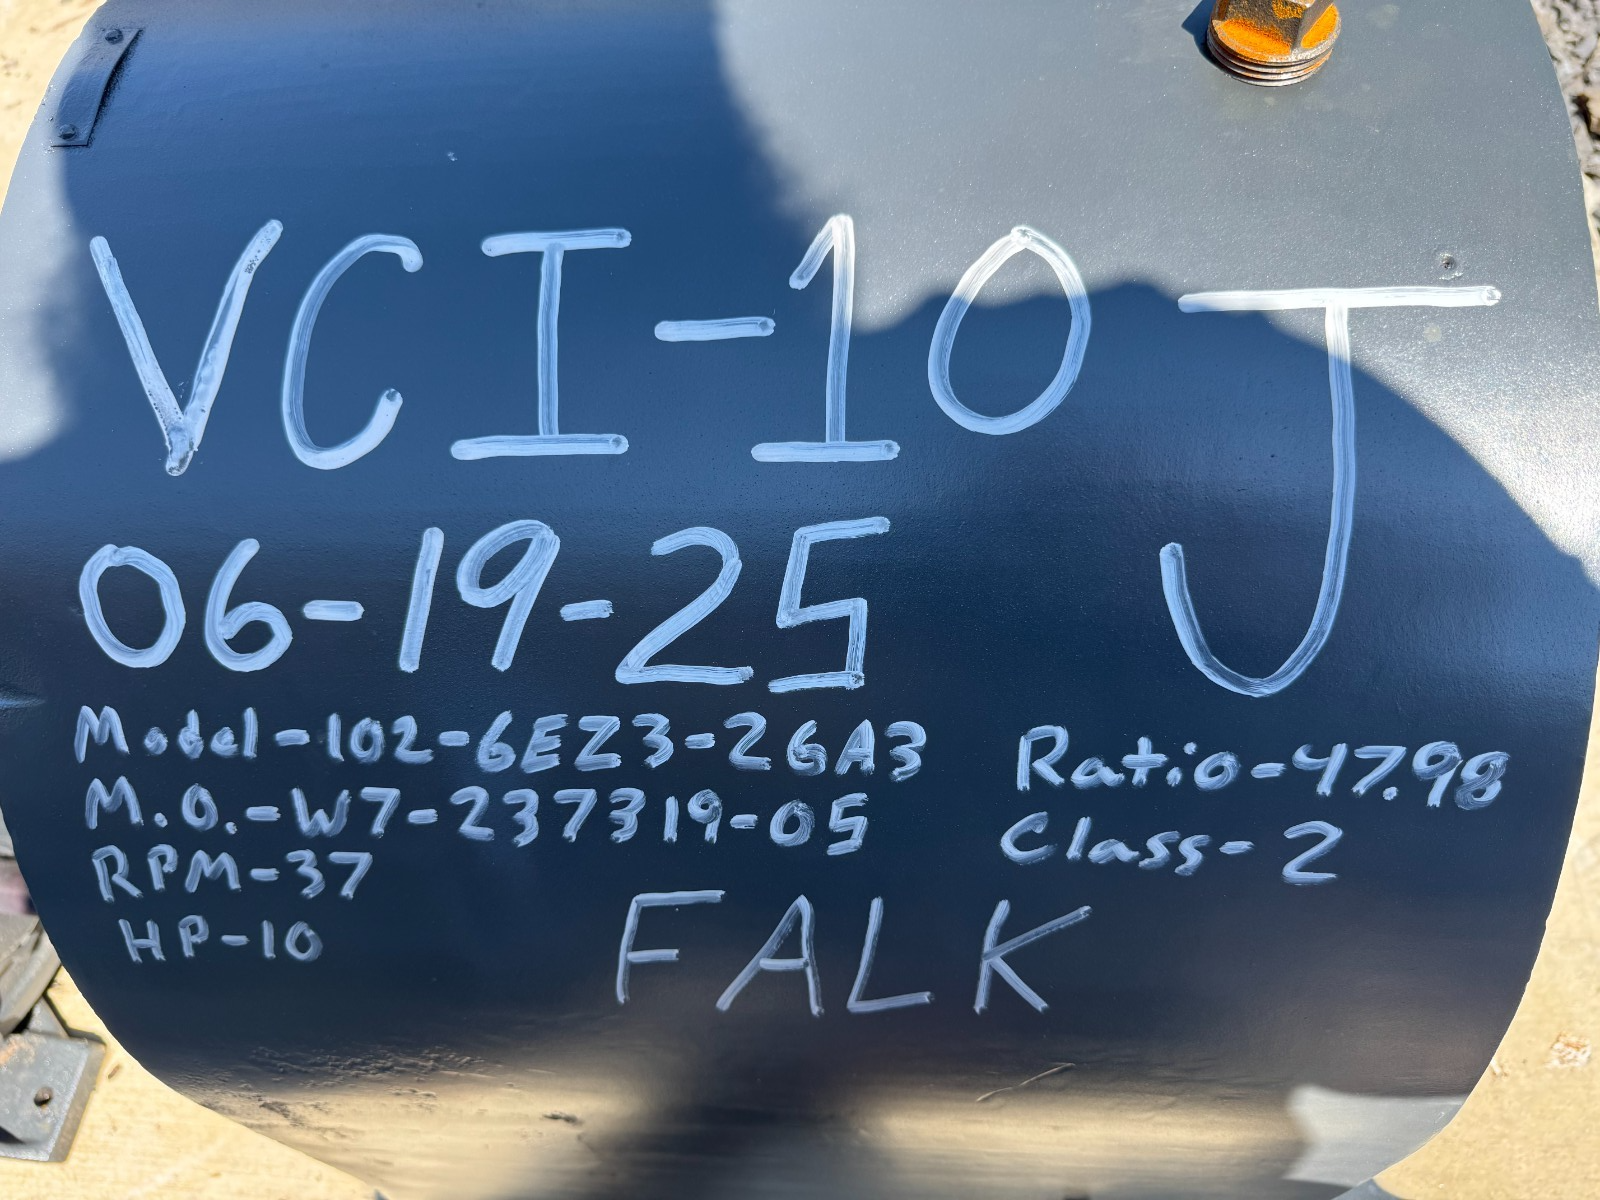 VCI-10 J
06-19-25
Model-102-6EZ3-26A3
M.O.-W7-237319-05
RPM-37
HP-10
Ratio-47.98
Class-2
FALK